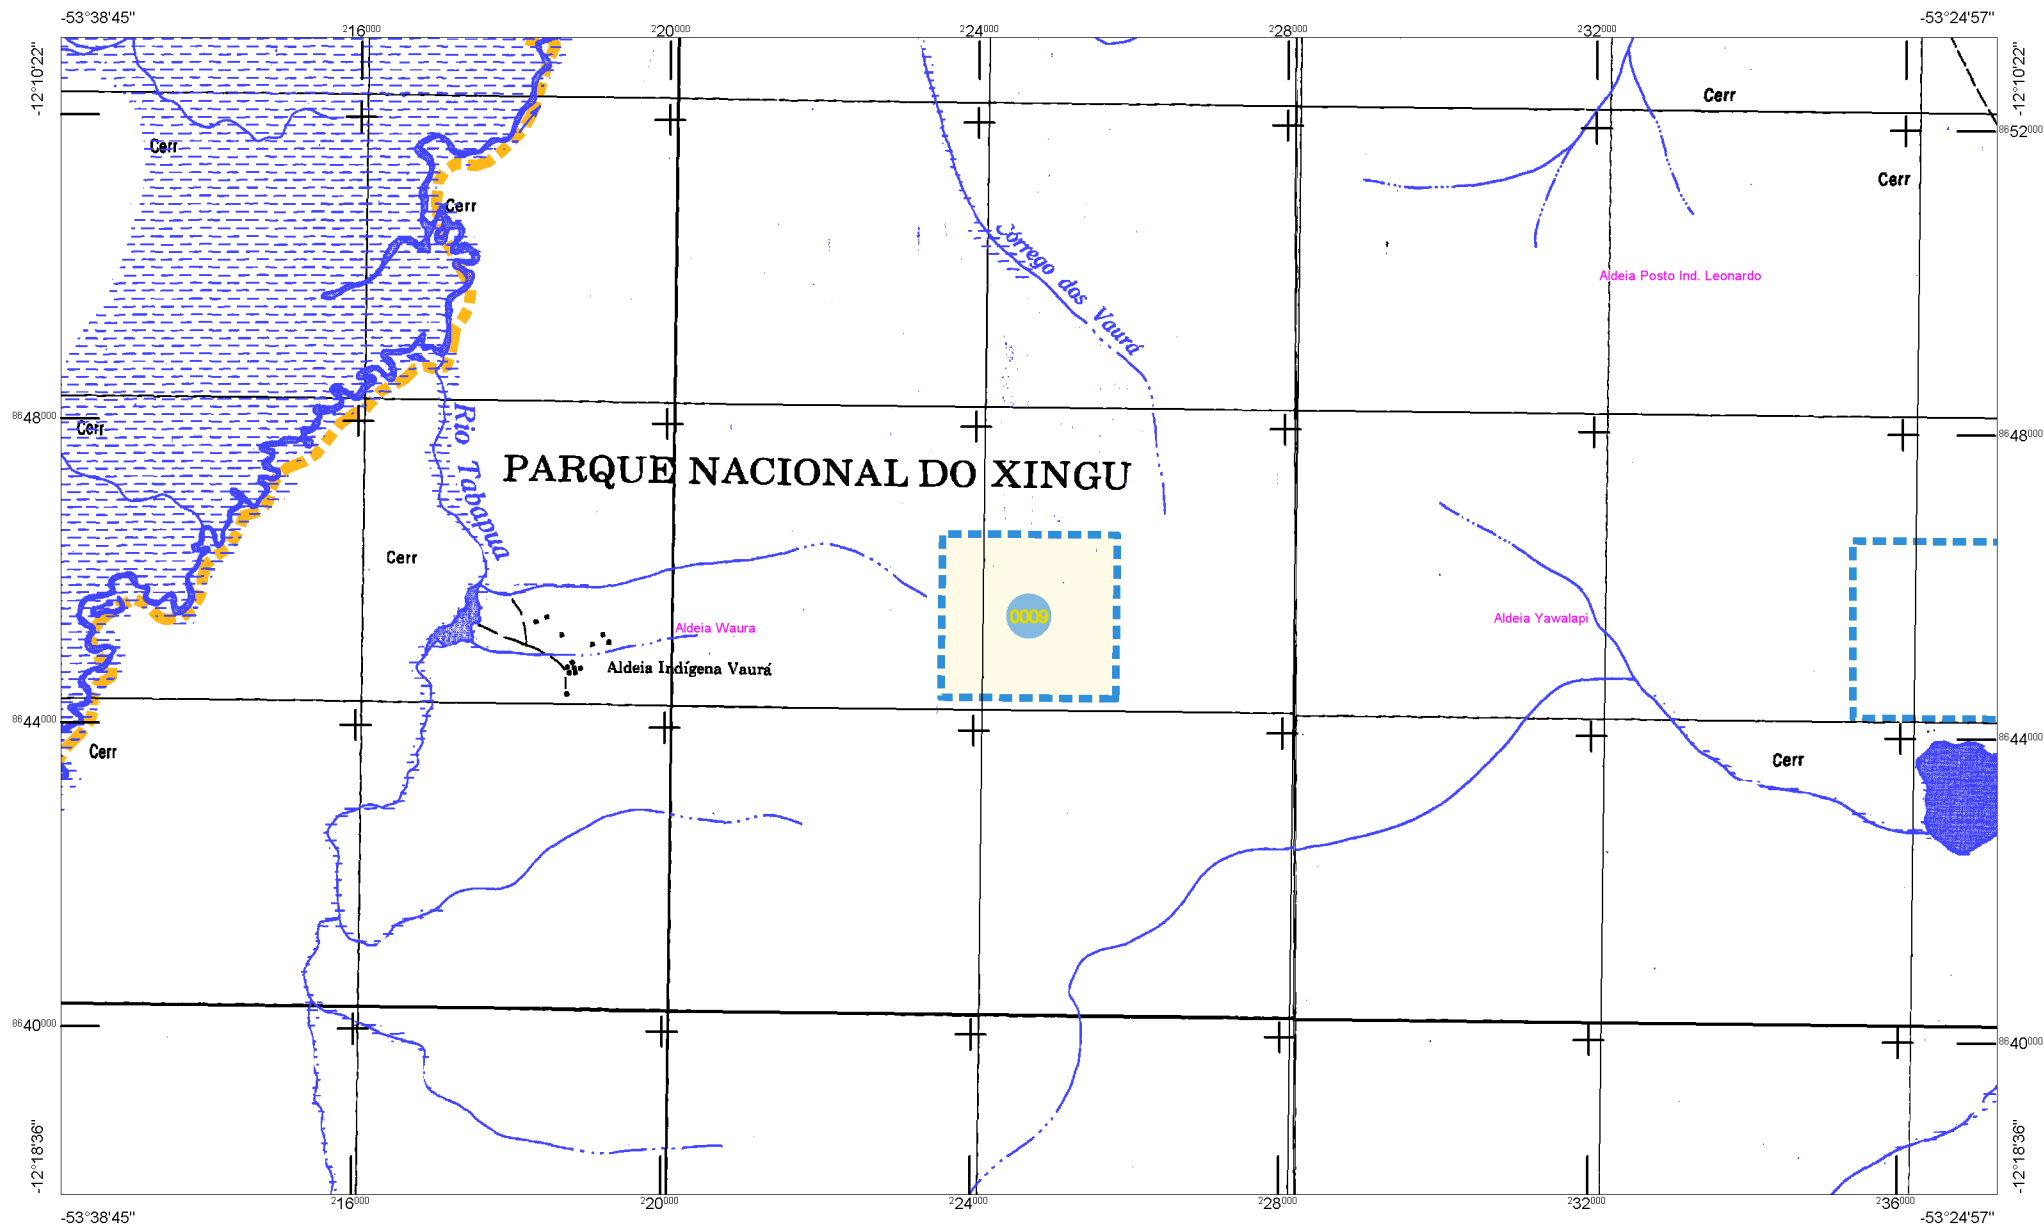 -53°38'45"
-53°24'57"
216000
220000
224000
228000
232000
-12°10'22"
-12°10'22"
Cerr
8652000
Cerr
Cerr
Cerr
Córrego dos Vaurá
Aldeia Posto Ind. Leonardo
8648000
Cerr
8648000
Rio Tabapua
PARQUE NACIONAL DO XINGU
Cerr
0009
Aldeia Yawalapi
Aldeia Waura
Aldeia Indígena Vaurá
8644000
8644000
Cerr
Cerr
8640000
8640000
-12°18'36"
-12°18'36"
216000
220000
224000
228000
232000
236000
-53°38'45"
-53°24'57"